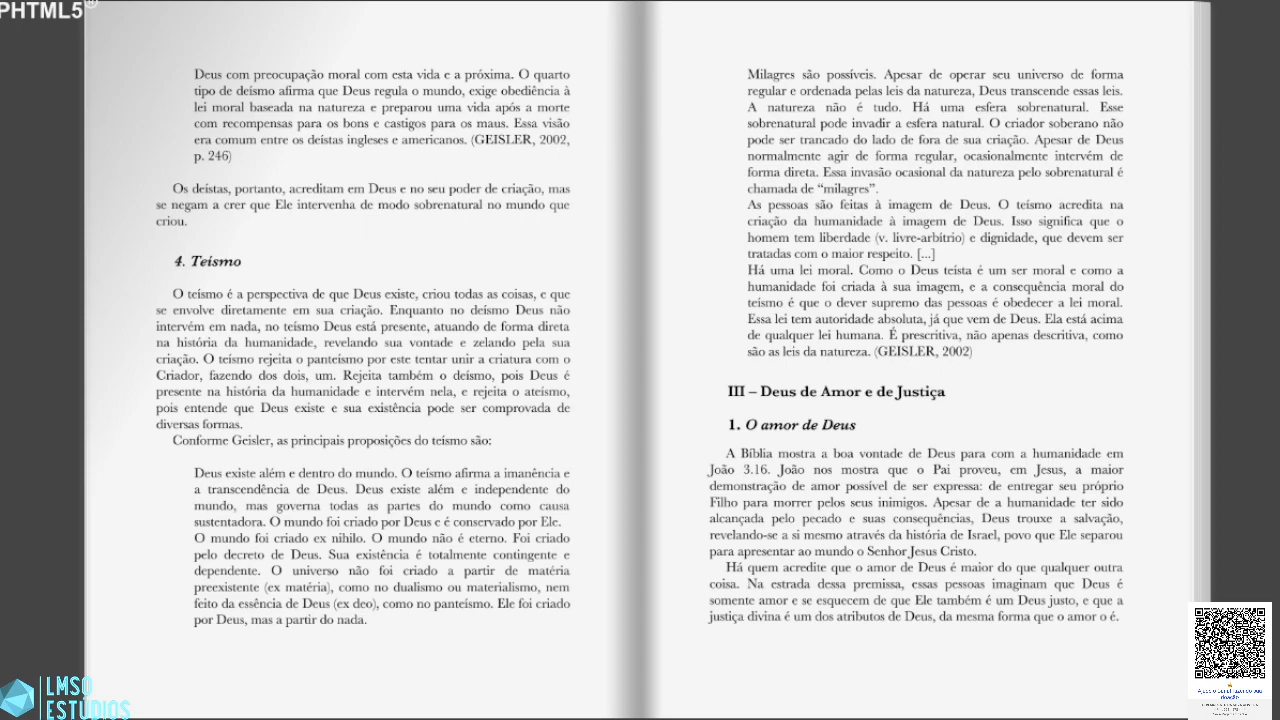 PHTML5®
Deus com preocupação moral com esta vida e a próxima. O quarto
tipo de deísmo afirma que Deus regula o mundo, exige obediência à
lei moral baseada na natureza e preparou uma vida após a morte
com recompensas para os bons e castigos para os maus. Essa visão
era comum entre os deístas ingleses e americanos. (GEISLER, 2002,
p. 246)
Os deístas, portanto, acreditam em Deus e no seu poder de criação, mas
se negam a crer que Ele intervenha de modo sobrenatural no mundo que
criou.
4. Teísmo
O teísmo é a perspectiva de que Deus existe, criou todas as coisas, e que
se envolve diretamente em sua criação. Enquanto no deísmo Deus não
intervém em nada, no teísmo Deus está presente, atuando de forma direta
na história da humanidade, revelando sua vontade e zelando pela sua
criação. O teísmo rejeita o panteísmo por este tentar unir a criatura com o
Criador, fazendo dos dois, um. Rejeita também o deísmo, pois Deus é
presente na história da humanidade e intervém nela, e rejeita o ateísmo,
pois entende que Deus existe e sua existência pode ser comprovada de
diversas formas.
Conforme Geisler, as principais proposições do teísmo são:
Deus existe além e dentro do mundo. O teísmo afirma a imanência e
a transcendência de Deus. Deus existe além e independente do
mundo, mas governa todas as partes do mundo como causa
sustentadora. O mundo foi criado por Deus e é conservado por Ele.
O mundo foi criado ex nihilo. O mundo não é eterno. Foi criado
pelo decreto de Deus. Sua existência é totalmente contingente e
dependente. O universo não foi criado a partir de matéria
preexistente (ex matéria), como no dualismo ou materialismo, nem
feito da essência de Deus (ex deo), como no panteísmo. Ele foi criado
por Deus, mas a partir do nada.
Milagres são possíveis. Apesar de operar seu universo de forma
regular e ordenada pelas leis da natureza, Deus transcende essas leis.
A natureza não é tudo. Há uma esfera sobrenatural. Esse
sobrenatural pode invadir a esfera natural. O criador soberano não
pode ser trancado do lado de fora de sua criação. Apesar de Deus
normalmente agir de forma regular, ocasionalmente intervém de
forma direta. Essa invasão ocasional da natureza pelo sobrenatural é
chamada de “milagres”.
As pessoas são feitas à imagem de Deus. O teísmo acredita na
criação da humanidade à imagem de Deus. Isso significa que o
homem tem liberdade (v. livre-arbítrio) e dignidade, que devem ser
tratadas com o maior respeito. [...]
Há uma lei moral. Como o Deus teísta é um ser moral e como a
humanidade foi criada à sua imagem, e a consequência moral do
teísmo é que o dever supremo das pessoas é obedecer a lei moral.
Essa lei tem autoridade absoluta, já que vem de Deus. Ela está acima
de qualquer lei humana. É prescritiva, não apenas descritiva, como
são as leis da natureza. (GEISLER, 2002)
III – Deus de Amor e de Justiça
1. O amor de Deus
A Bíblia mostra a boa vontade de Deus para com a humanidade em
João 3.16. João nos mostra que o Pai proveu, em Jesus, a maior
demonstração de amor possível de ser expressa: de entregar seu próprio
Filho para morrer pelos seus inimigos. Apesar de a humanidade ter sido
alcançada pelo pecado e suas consequências, Deus trouxe a salvação,
revelando-se a si mesmo através da história de Israel, povo que Ele separou
para apresentar ao mundo o Senhor Jesus Cristo.
Há quem acredite que o amor de Deus é maior do que qualquer outra
coisa. Na estrada dessa premissa, essas pessoas imaginam que Deus é
somente amor e se esquecem de que Ele também é um Deus justo, e que a
justiça divina é um dos atributos de Deus, da mesma forma que o amor o é.
LMSO
ESTÚDIOS